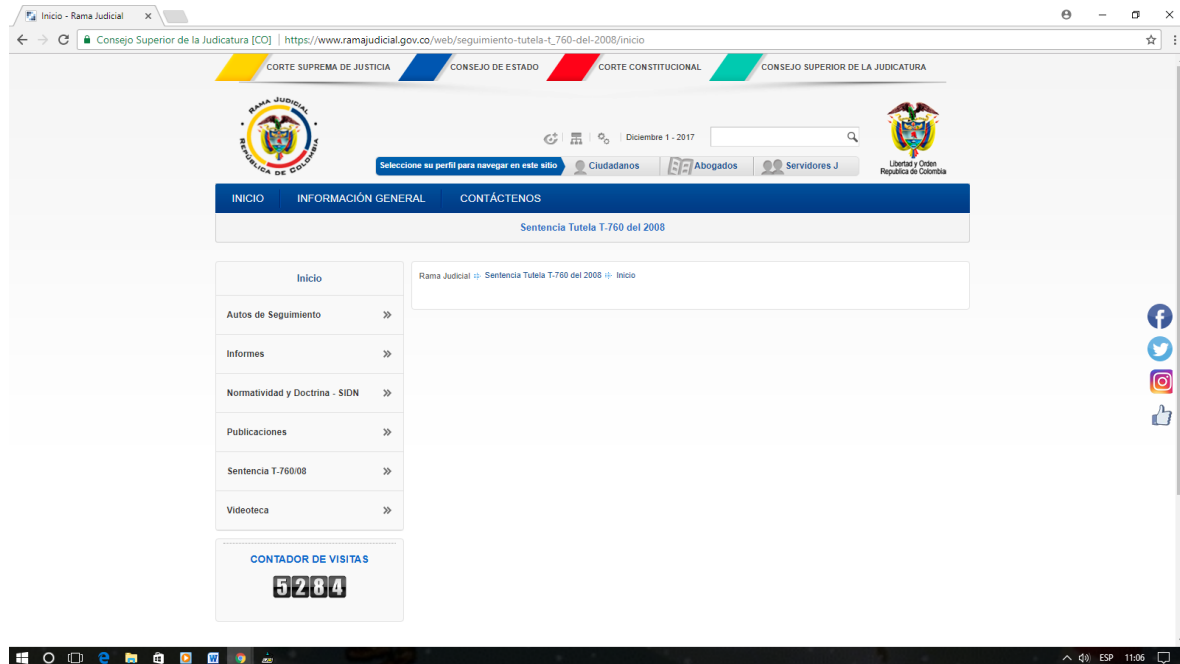 Inicio - Rama Judicial
Consejo Superior de la Judicatura [CO] | https://www.ramajudicial.gov.co/web/seguimiento-tutela-t_760-del-2008/inicio
CORTE SUPREMA DE JUSTICIA CONSEJO DE ESTADO CORTE CONSTITUCIONAL CONSEJO SUPERIOR DE LA JUDICATURA
RAMA JUDICIAL
REPÚBLICA DE COLOMBIA
Diciembre 1 - 2017
Seleccione su perfil para navegar en este sitio Ciudadanos Abogados Servidores J
Libertad y Orden
Republica de Colombia
INICIO INFORMACIÓN GENERAL CONTÁCTENOS
Sentencia Tutela T-760 del 2008
Inicio
Rama Judicial Sentencia Tutela T-760 del 2008 Inicio
Autos de Seguimiento
Informes
Normatividad y Doctrina - SIDN
Publicaciones
Sentencia T-760/08
Videoteca
CONTADOR DE VISITAS
5284
ESP 11:06